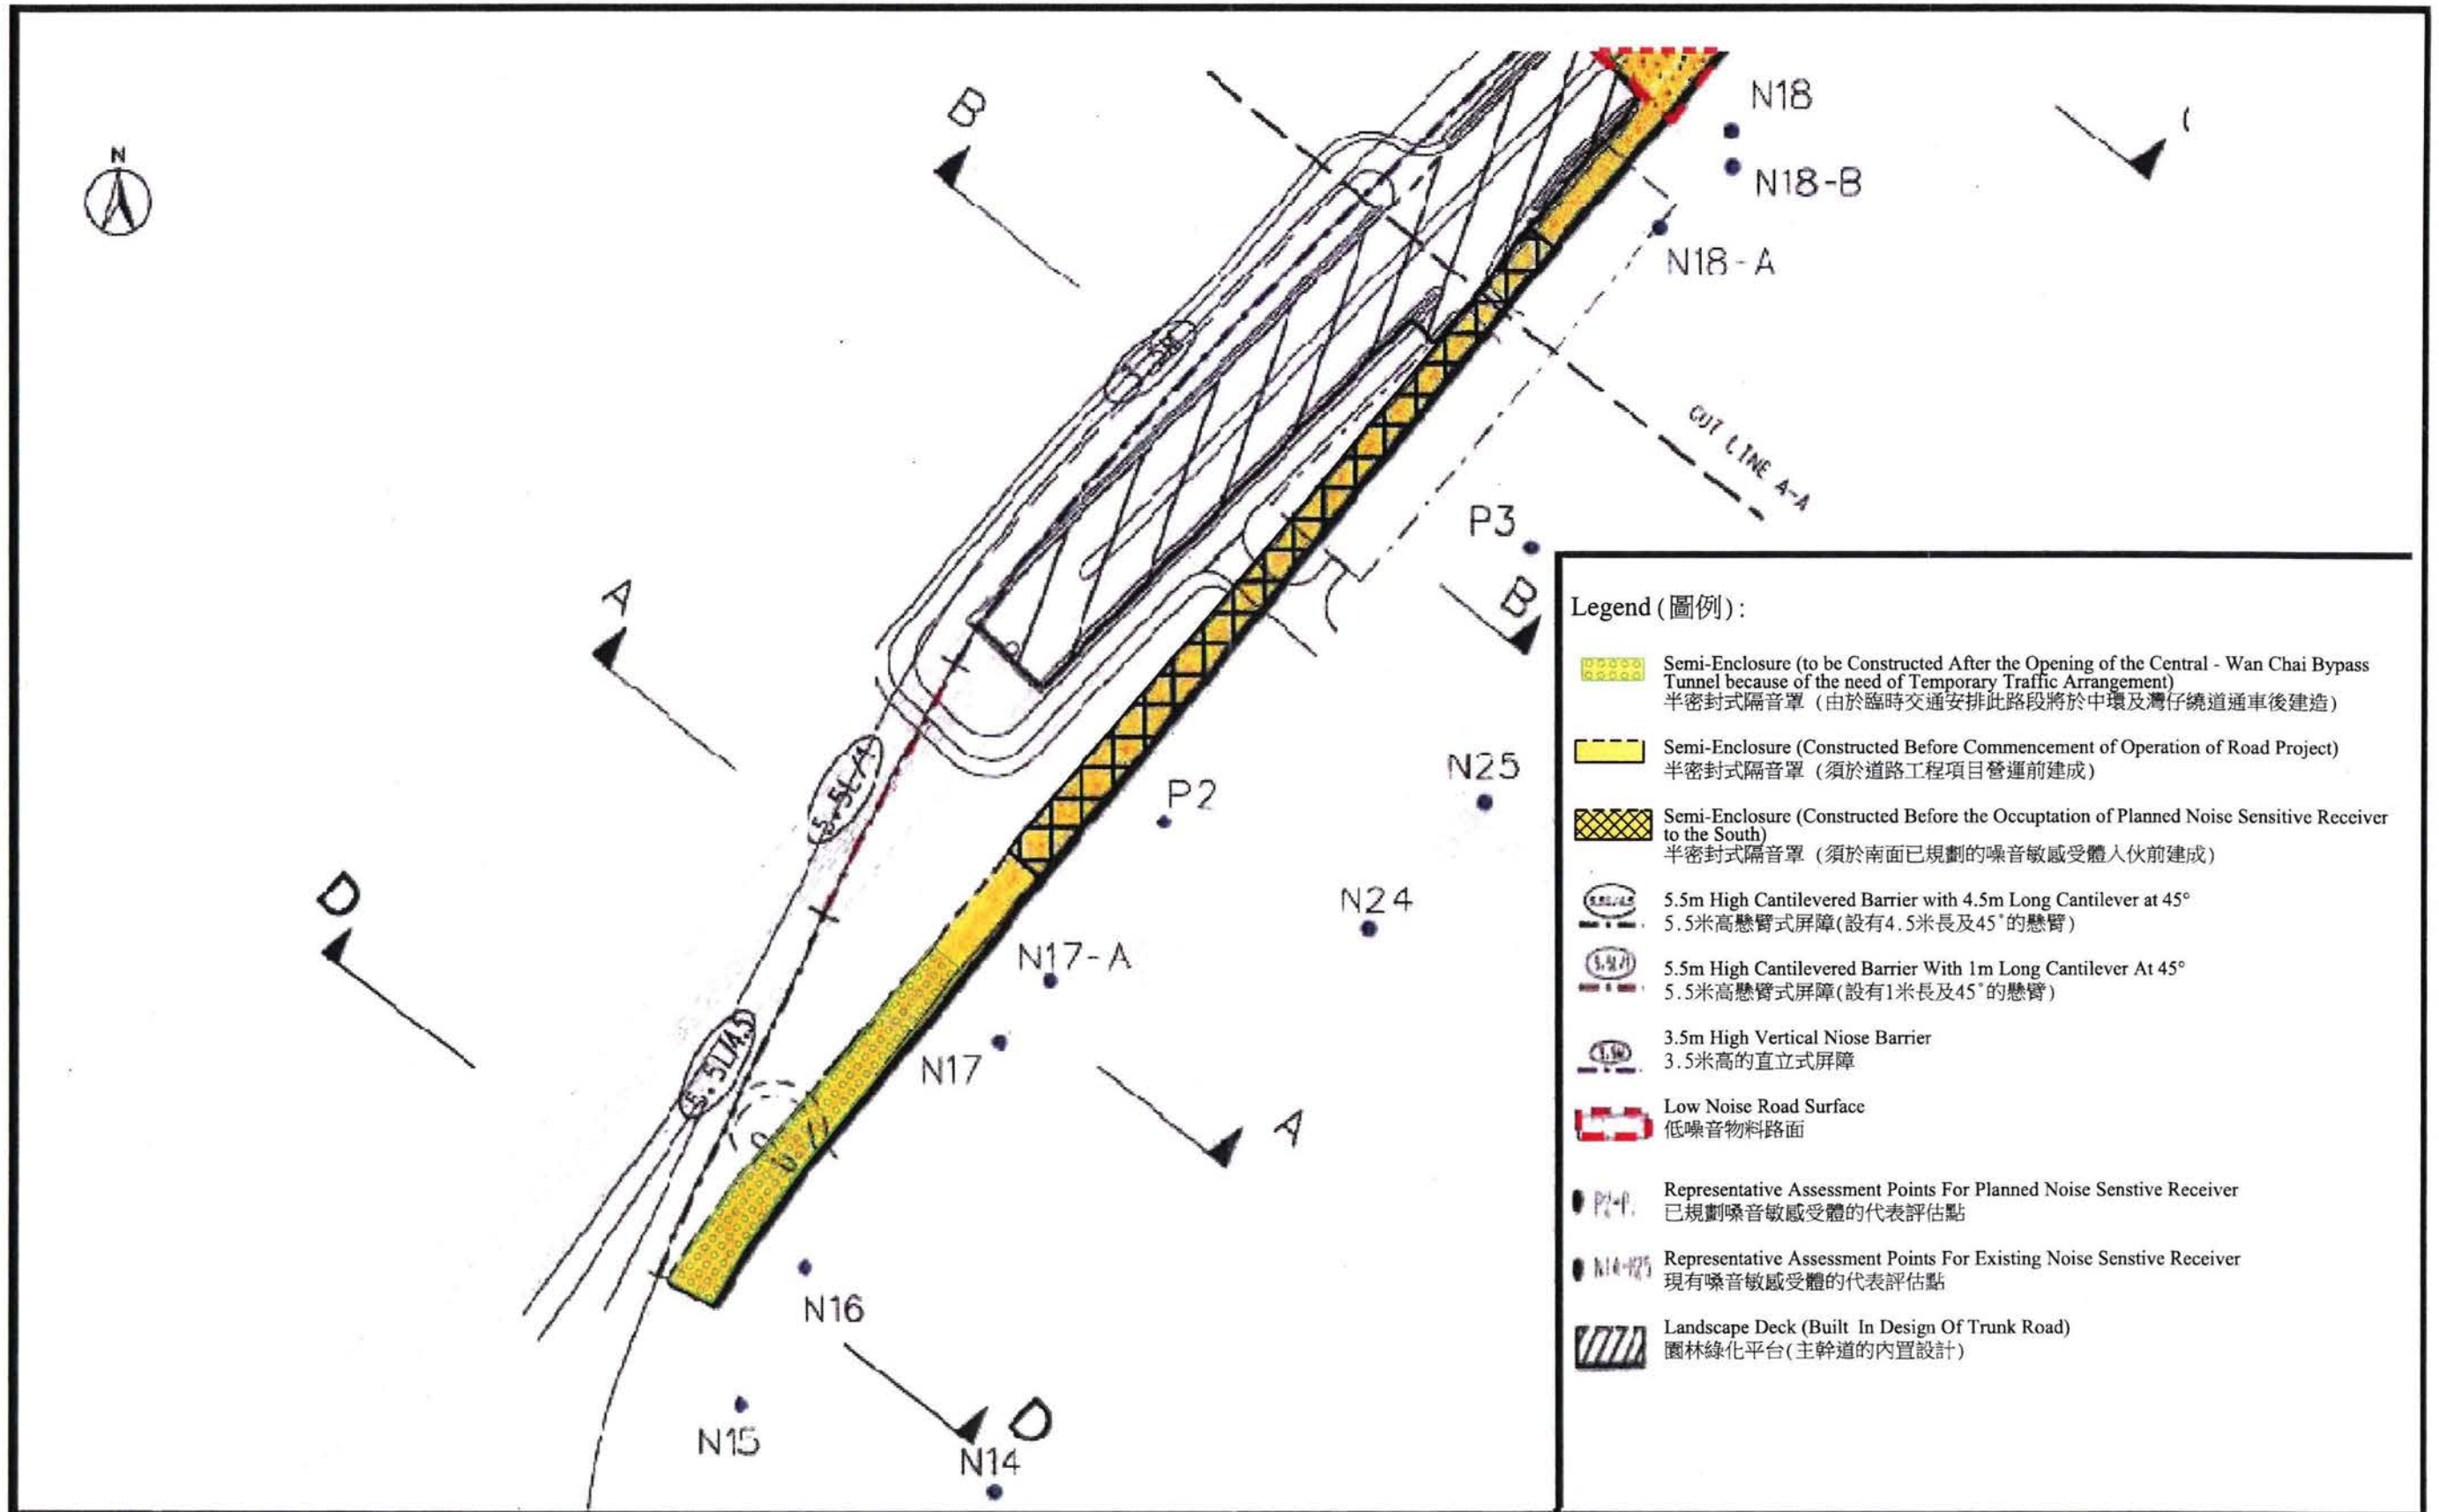 N
B
N18
N18-B
N18-A
CUT LINE A-A
P3
B
A
5.5L/1
P2
N25
N24
D
N17-A
N17
5.5L/4.5
A
N16
D
N15
N14
Legend (圖例):
Semi-Enclosure (to be Constructed After the Opening of the Central - Wan Chai Bypass
Tunnel because of the need of Temporary Traffic Arrangement)
半密封式隔音罩 (由於臨時交通安排此路段將於中環及灣仔繞道通車後建造)
Semi-Enclosure (Constructed Before Commencement of Operation of Road Project)
半密封式隔音罩 (須於道路工程項目營運前建成)
Semi-Enclosure (Constructed Before the Occuptation of Planned Noise Sensitive Receiver
to the South)
半密封式隔音罩 (須於南面已規劃的噪音敏感受體入伙前建成)
5.5m High Cantilevered Barrier with 4.5m Long Cantilever at 45°
5.5米高懸臂式屏障(設有4.5米長及45°的懸臂)
5.5m High Cantilevered Barrier With 1m Long Cantilever At 45°
5.5米高懸臂式屏障(設有1米長及45°的懸臂)
3.5m High Vertical Niose Barrier
3.5米高的直立式屏障
Low Noise Road Surface
低噪音物料路面
Representative Assessment Points For Planned Noise Senstive Receiver
已規劃噪音敏感受體的代表評估點
Representative Assessment Points For Existing Noise Senstive Receiver
現有噪音敏感受體的代表評估點
Landscape Deck (Built In Design Of Trunk Road)
園林綠化平台(主幹道的內置設計)